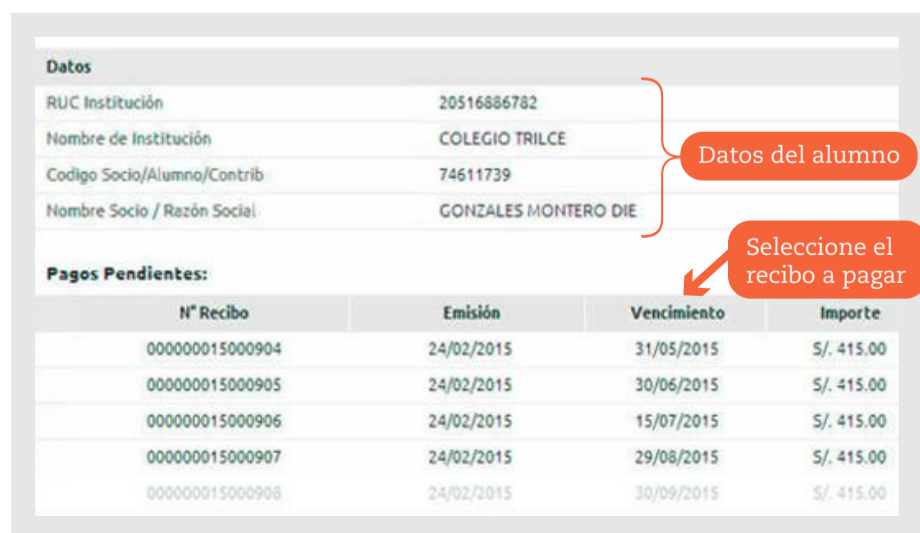 Datos
RUC Institución 20516886782
Nombre de Institución COLEGIO TRILCE
Codigo Socio/Alumno/Contrib 74611739
Nombre Socio / Razón Social GONZALES MONTERO DIE
Datos del alumno
Seleccione el
recibo a pagar
Pagos Pendientes:
N° Recibo Emisión Vencimiento Importe
000000015000904 24/02/2015 31/05/2015 S/. 415.00
000000015000905 24/02/2015 30/06/2015 S/. 415.00
000000015000906 24/02/2015 15/07/2015 S/. 415.00
000000015000907 24/02/2015 29/08/2015 S/. 415.00
000000015000908 24/02/2015 30/09/2015 S/. 415.00